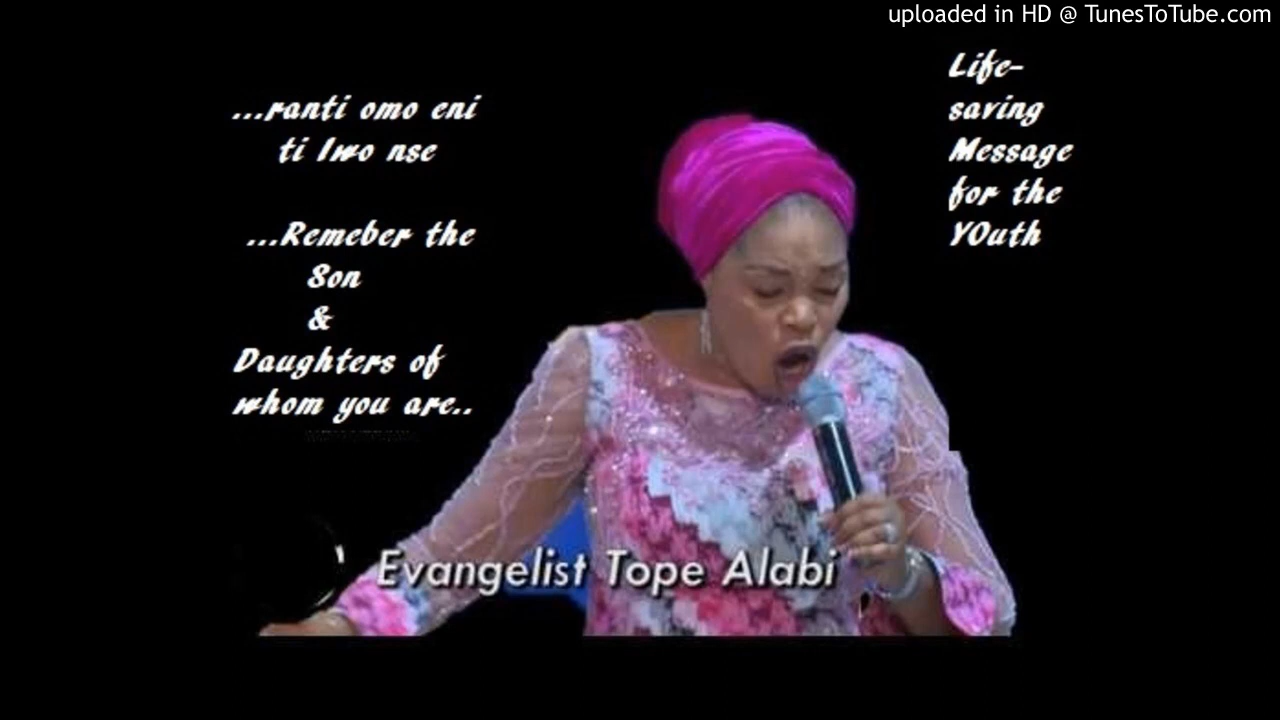 uploaded in HD @ TunesToTube.com
...ranti omo eni
ti Iwo nse
...Remeber the
Son
&
Daughters of
whom you are..
Life-
saving
Message
for the
YOuth
Evangelist Tope Alabi